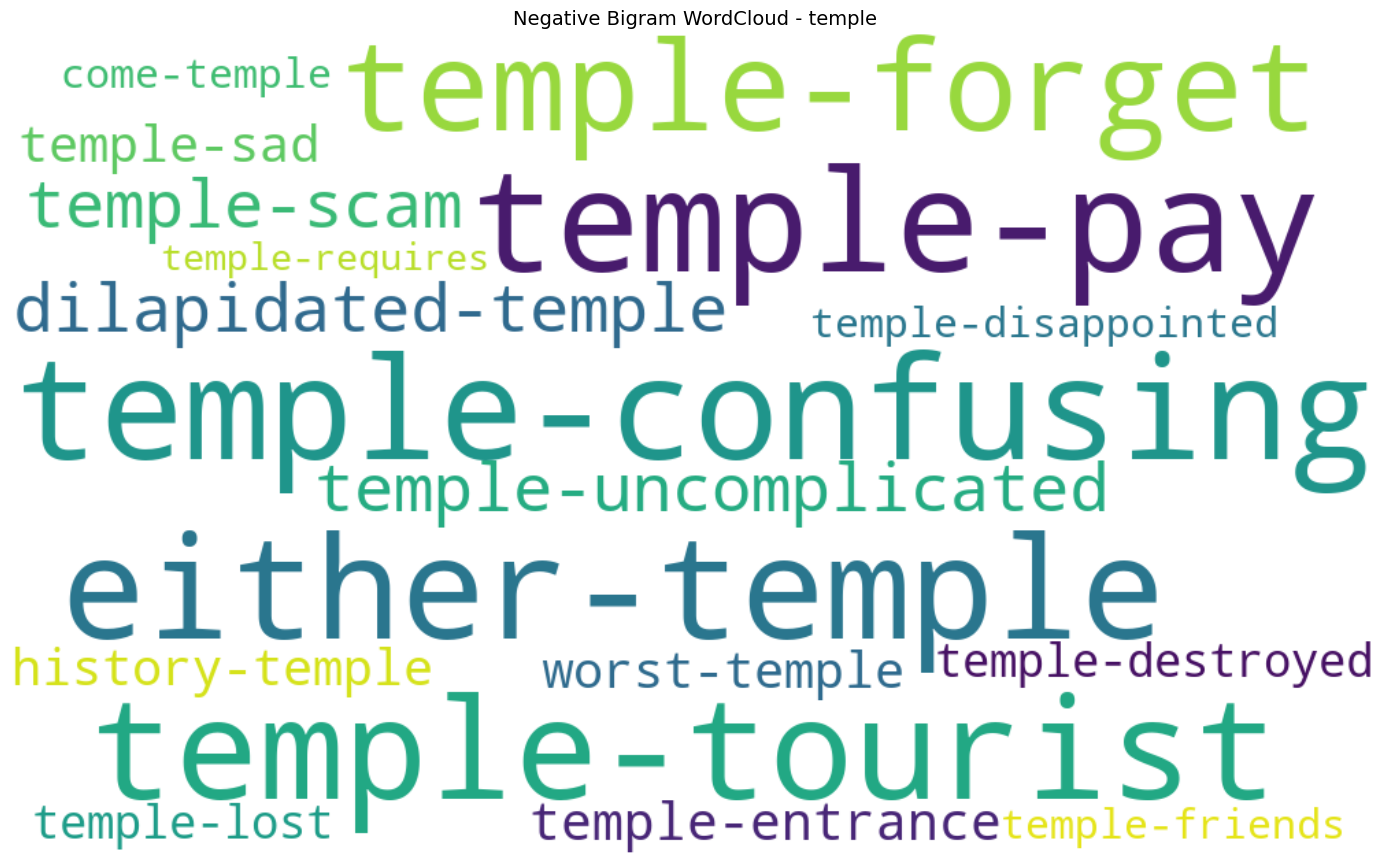 Negative Bigram WordCloud - temple
come-temple
temple-forget
temple-sad
temple-scam
temple-pay
temple-requires
dilapidated-temple
temple-disappointed
temple-confusing
temple-uncomplicated
either-temple
history-temple
worst-temple
temple-destroyed
temple-tourist
temple-lost
temple-entrance
temple-friends